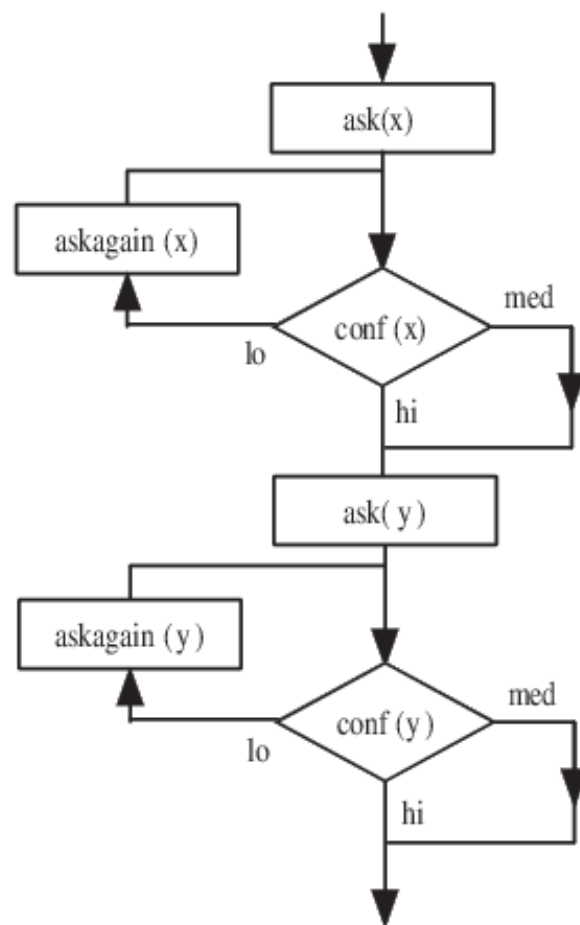 ask(x)
askagain (x)
med
conf (x)
lo
hi
ask( y)
askagain (y)
med
conf (y)
lo
hi